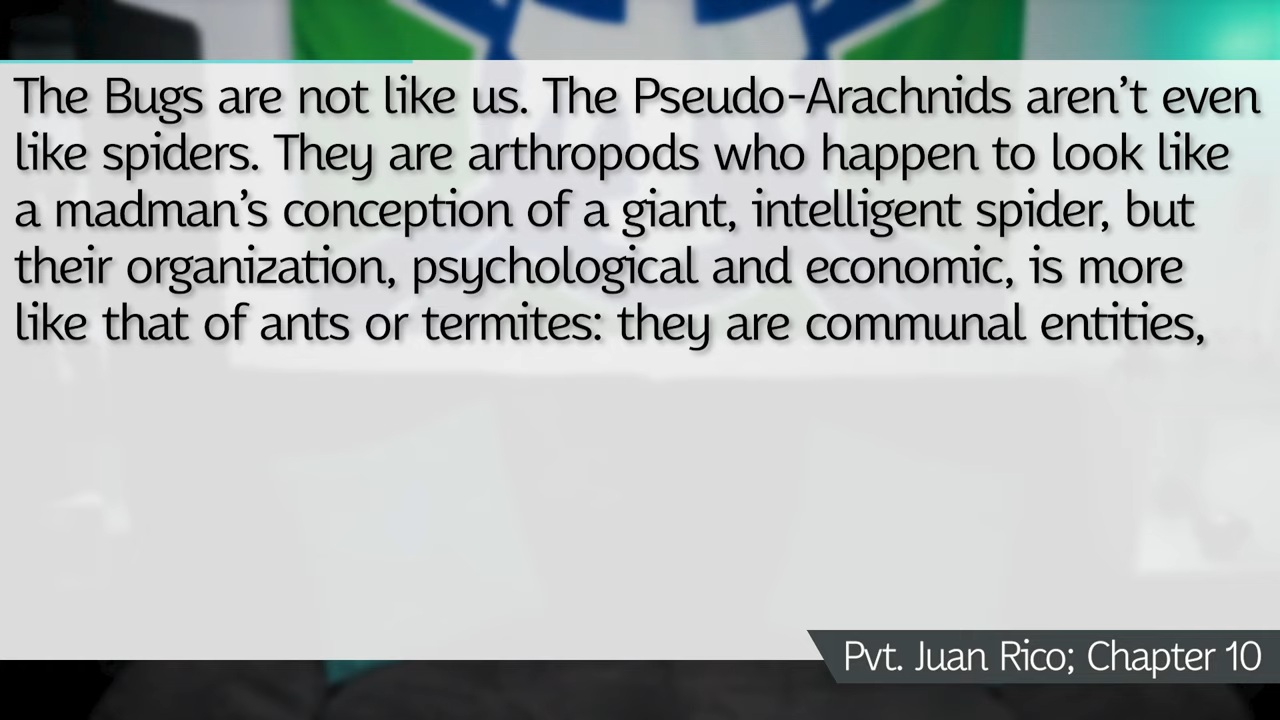 The Bugs are not like us. The Pseudo-Arachnids aren’t even
like spiders. They are arthropods who happen to look like
a madman’s conception of a giant, intelligent spider, but
their organization, psychological and economic, is more
like that of ants or termites: they are communal entities,
Pvt. Juan Rico; Chapter 10